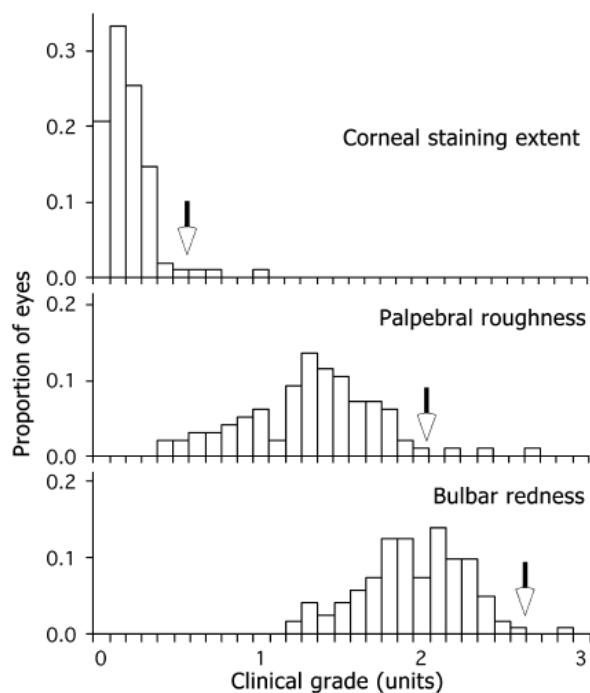 0.3
0.2
Corneal staining extent
0.1
0.0
0.2
Palpebral roughness
0.1
0.0
0.2
Bulbar redness
0.1
0.0
0 1 2 3
Clinical grade (units)
Proportion of eyes